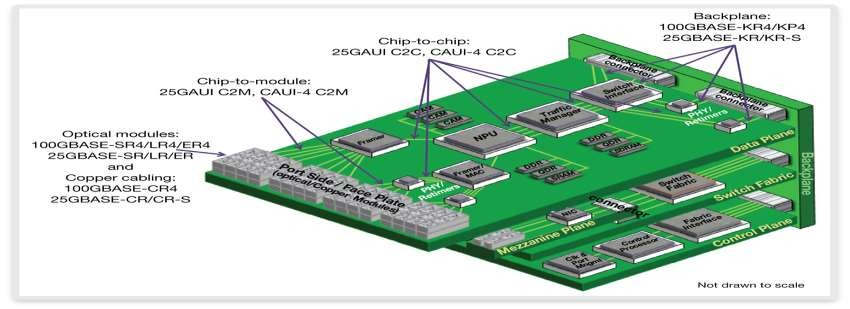 Backplane:
100GBASE-KR4/KP4
25GBASE-KR/KR-S
Chip-to-chip:
25GAUI C2C, CAUI-4 C2C
Chip-to-module:
25GAUI C2M, CAUI-4 C2M
Optical modules:
100GBASE-SR4/LR4/ER4
25GBASE-SR/LR/ER
and
Copper cabling:
100GBASE-CR4
25GBASE-CR/CR-S
Backplane
connector
Switch
Interface
Backplane
connector
PHY/
Retimers
Traffic
Manager
NPU
Framer
Framer
MAC
PHY/
Retimers
DDR
DDR
Port Side / Face Plate
(optical/Copper Modules)
Data Plane
Backplane
Switch
Fabric
Switch Fabric
NIC
connector
Mezzanine Plane
Fabric
Interface
Control
Processor
Control Plane
Clk &
Port
Mngmt
Not drawn to scale